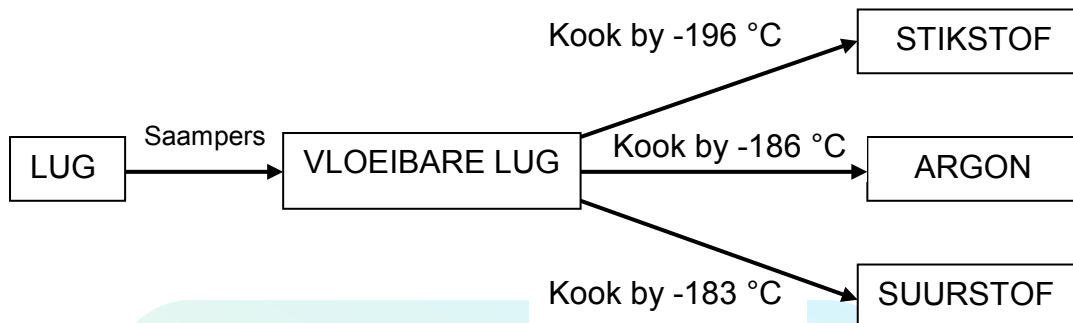 Kook by -196 °C
STIKSTOF
LUG
Saampers
VLOEIBARE LUG
Kook by -186 °C
ARGON
Kook by -183 °C
SUURSTOF